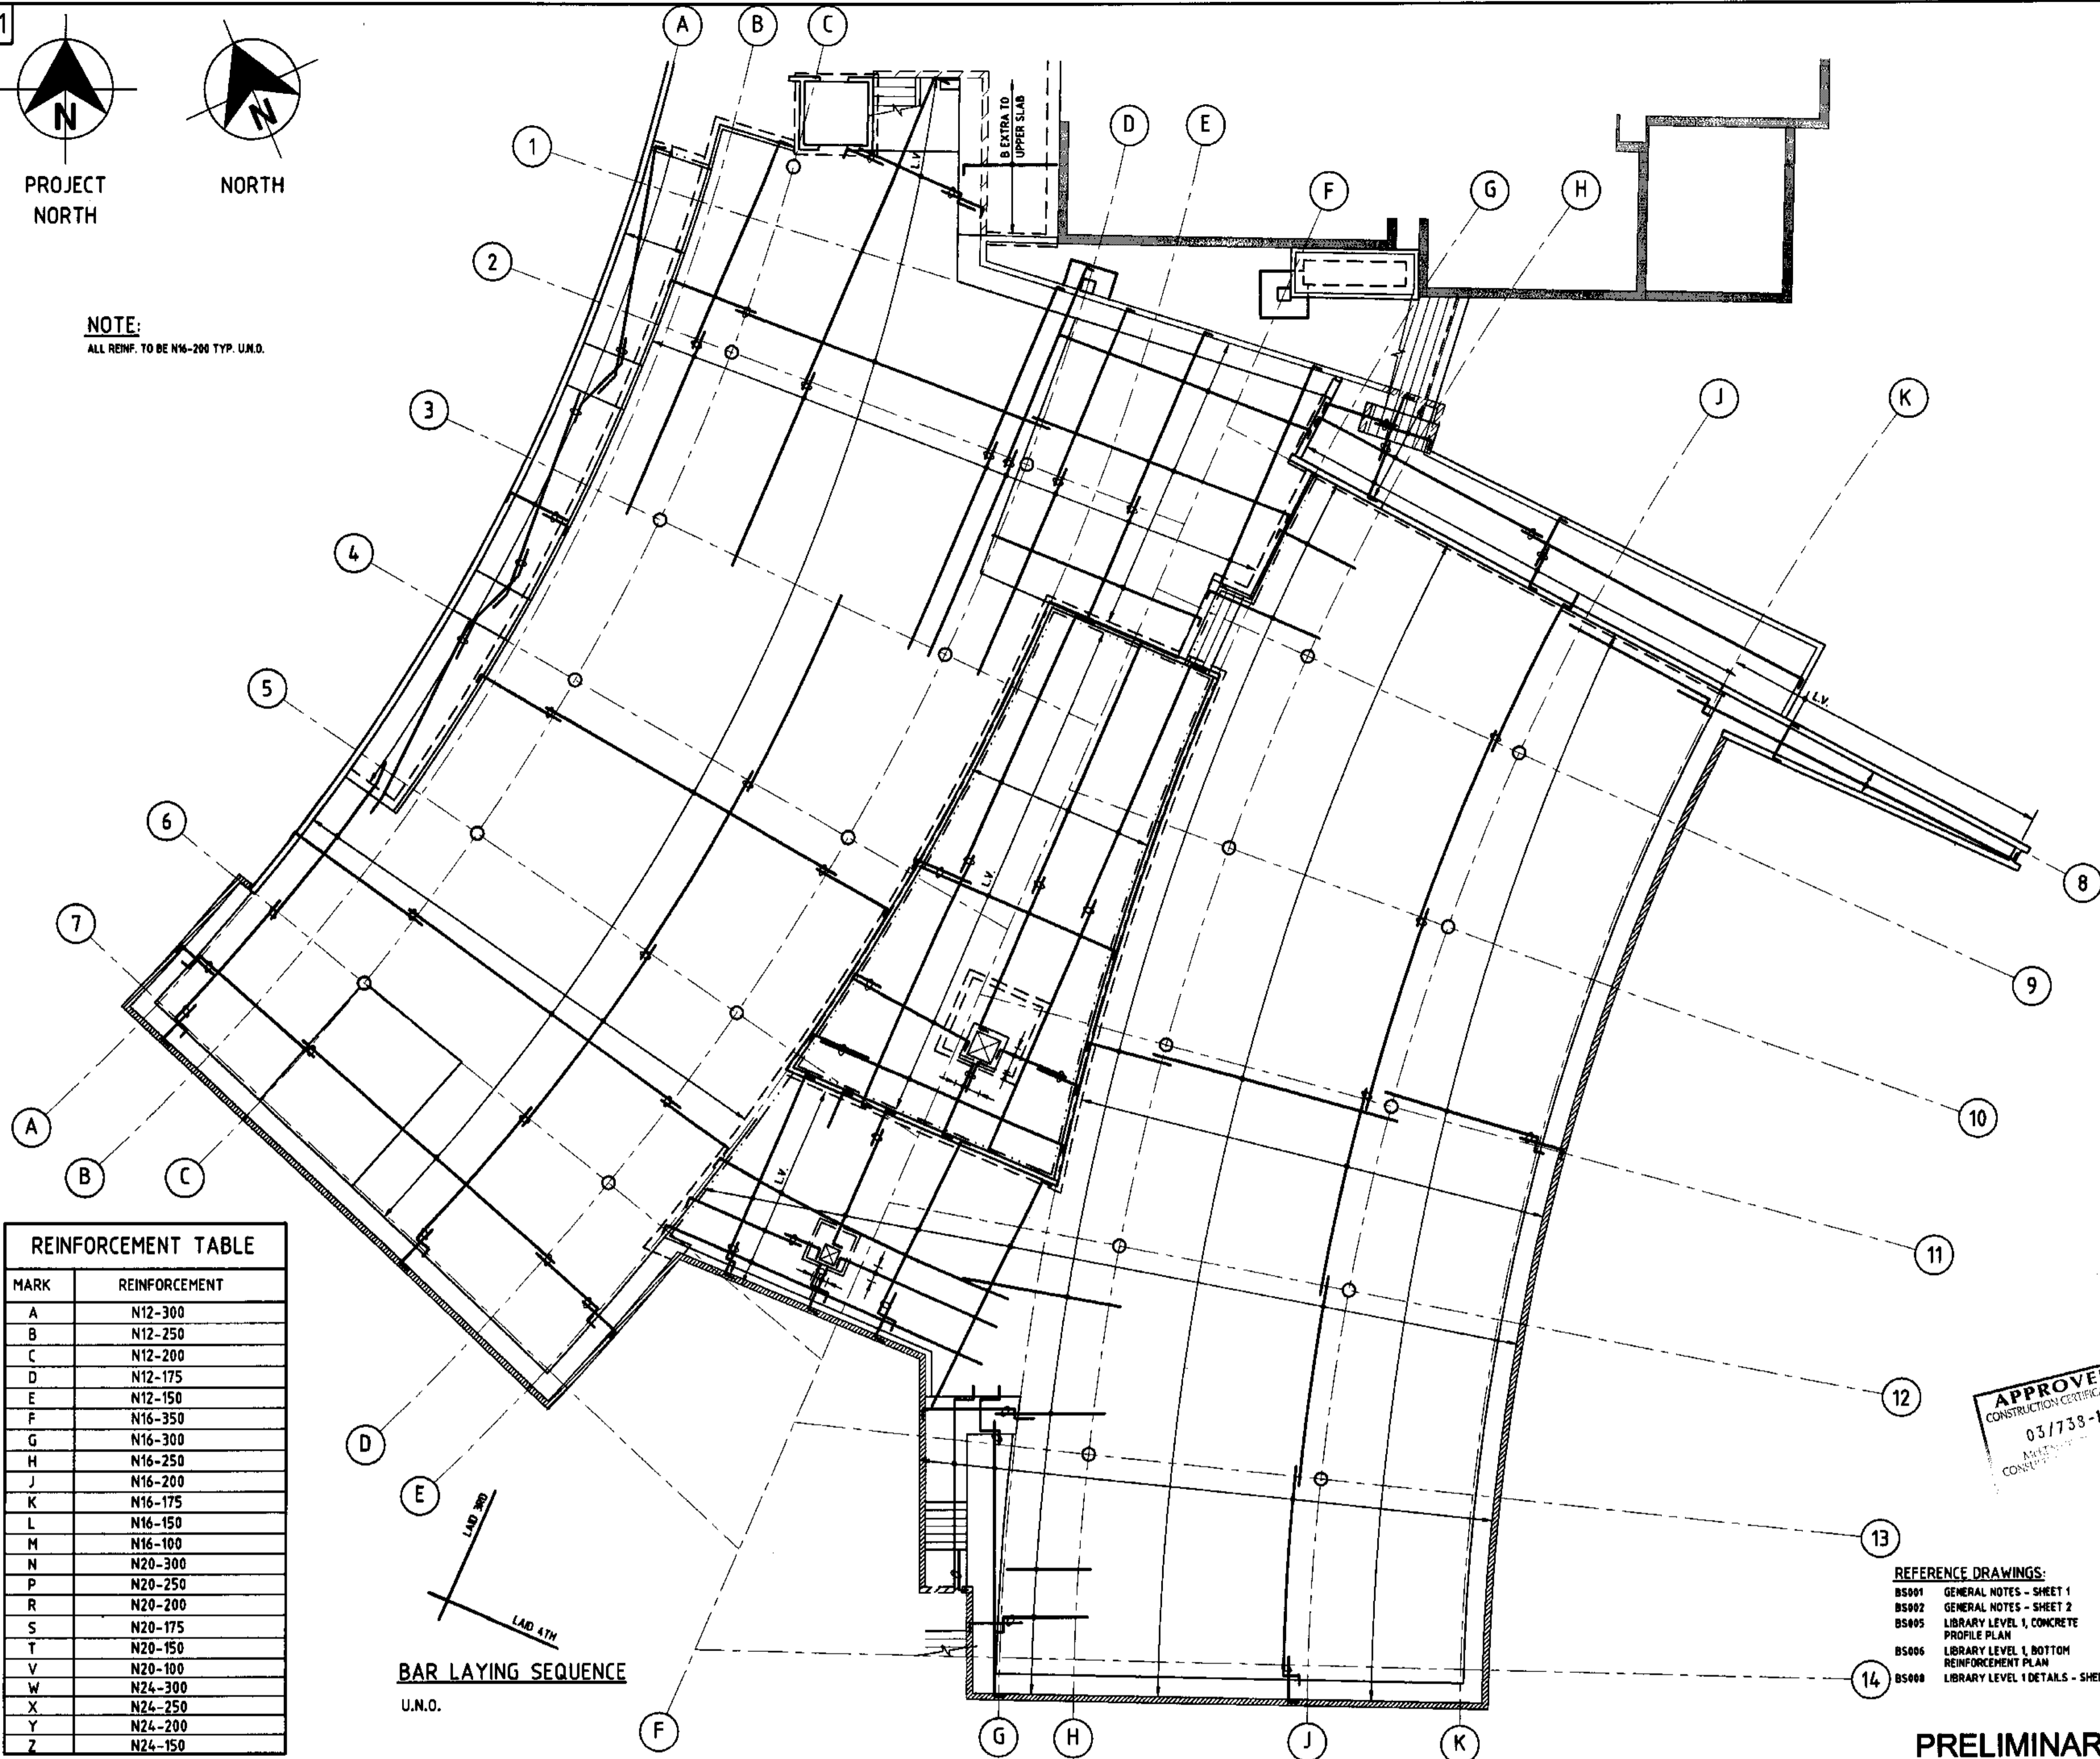 1
N
PROJECT
NORTH
N
NORTH
NOTE:
ALL REINF. TO BE N16-200 TYP. U.N.O.
A
B
C
D
E
F
G
H
J
K
1
2
3
4
5
6
7
B EXTRA TO
UPPER SLAB
L.V.
L.V.
L.V.
L.V.
8
9
10
11
12
13
14
A
B
C
D
E
F
G
H
J
K
REINFORCEMENT TABLE
MARK REINFORCEMENT
A N12-300
B N12-250
C N12-200
D N12-175
E N12-150
F N16-350
G N16-300
H N16-250
J N16-200
K N16-175
L N16-150
M N16-100
N N20-300
P N20-250
R N20-200
S N20-175
T N20-150
V N20-100
W N24-300
X N24-250
Y N24-200
Z N24-150
LAID 3RD
LAID 4TH
BAR LAYING SEQUENCE
U.N.O.
APPROVE
CONSTRUCTION CERTIFICA
03/738-
REFERENCE DRAWINGS:
BS001 GENERAL NOTES - SHEET 1
BS002 GENERAL NOTES - SHEET 2
BS005 LIBRARY LEVEL 1, CONCRETE
PROFILE PLAN
BS006 LIBRARY LEVEL 1, BOTTOM
REINFORCEMENT PLAN
BS008 LIBRARY LEVEL 1 DETAILS - SHE
PRELIMINAR